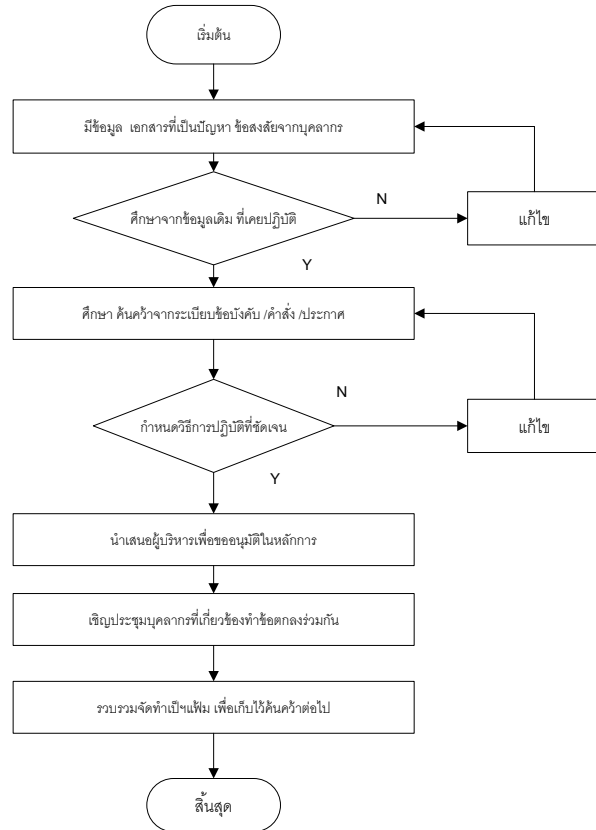 เริ่มต้น
มีข้อมูล เอกสารที่เป็นปัญหา ข้อสงสัยจากบุคลากร
ศึกษาจากข้อมูลเดิม ที่เคยปฏิบัติ
N
แก้ไข
Y
ศึกษา ค้นคว้าจากระเบียบข้อบังคับ /คำสั่ง /ประกาศ
กำหนดวิธีการปฏิบัติที่ชัดเจน
N
แก้ไข
Y
นำเสนอผู้บริหารเพื่อขออนุมัติในหลักการ
เชิญประชุมบุคลากรที่เกี่ยวข้องทำข้อตกลงร่วมกัน
รวบรวมจัดทำเป็ฯแฟ้ม เพื่อเก็บไว้ค้นคว้าต่อไป
สิ้นสุด